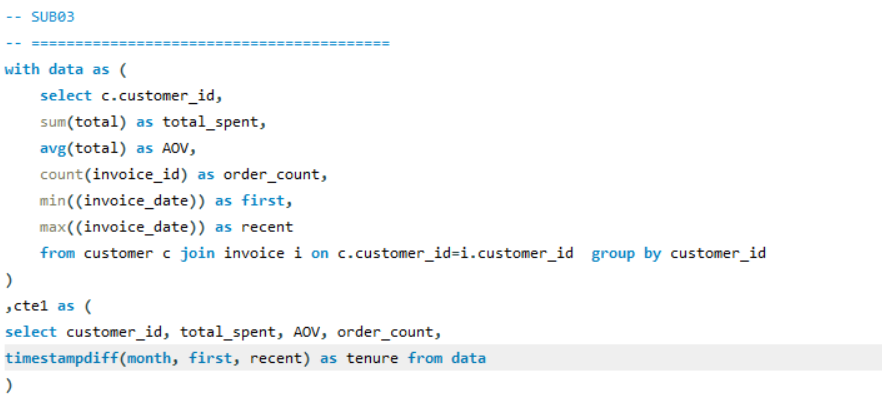 -- SUB03
-- =========================================
with data as (
    select c.customer_id,
    sum(total) as total_spent,
    avg(total) as AOV,
    count(invoice_id) as order_count,
    min((invoice_date)) as first,
    max((invoice_date)) as recent
    from customer c join invoice i on c.customer_id=i.customer_id  group by customer_id
)
,cte1 as (
select customer_id, total_spent, AOV, order_count,
timestampdiff(month, first, recent) as tenure from data
)